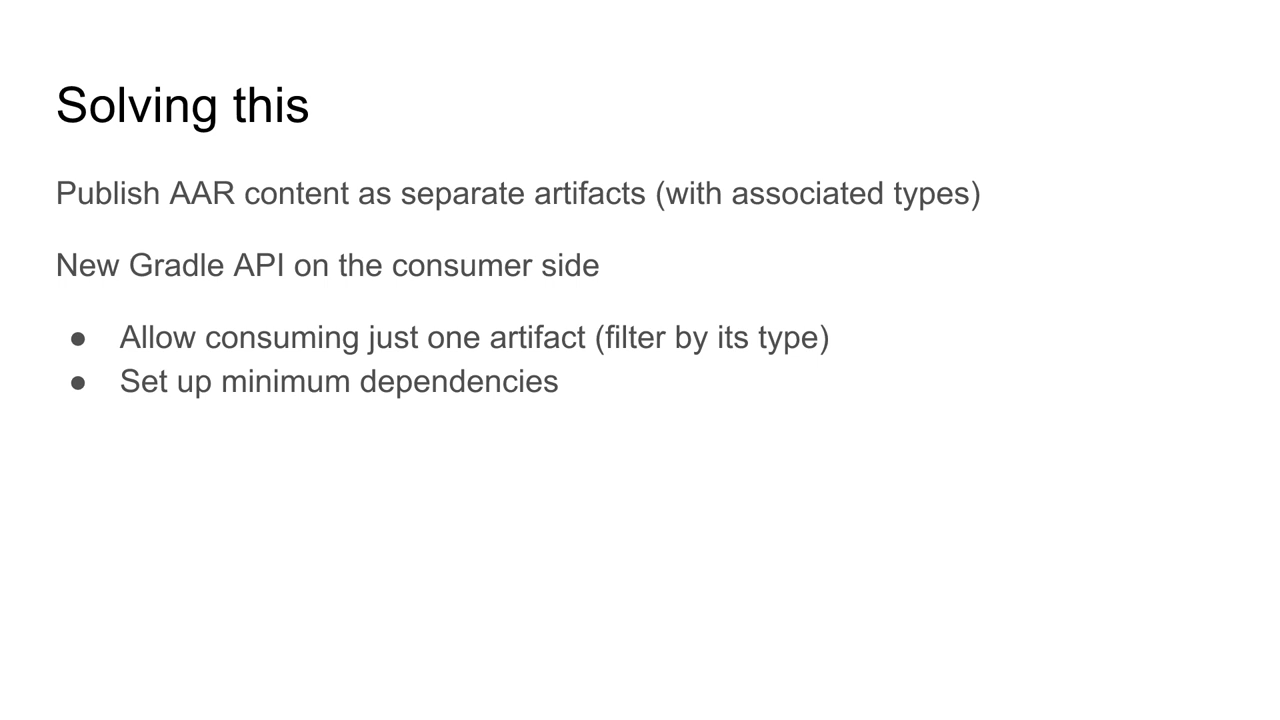 Solving this
Publish AAR content as separate artifacts (with associated types)
New Gradle API on the consumer side
● Allow consuming just one artifact (filter by its type)
● Set up minimum dependencies